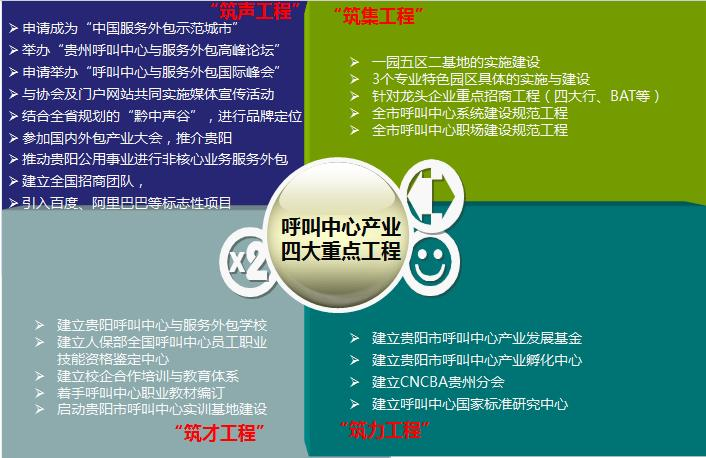 “筑声工程”
申请成为“中国服务外包示范城市”
举办“贵州呼叫中心与服务外包高峰论坛”
申请举办“呼叫中心与服务外包国际峰会”
与协会及门户网站共同实施媒体宣传活动
结合全省规划的“黔中声谷”，进行品牌定位
参加国内外包产业大会，推介贵阳
推动贵阳公用事业进行非核心业务服务外包
建立全国招商团队，
引入百度、阿里巴巴等标志性项目
“筑集工程”
一园五区二基地的实施建设
3个专业特色园区具体的实施与建设
针对龙头企业重点招商工程（四大行、BAT等）
全市呼叫中心系统建设规范工程
全市呼叫中心职场建设规范工程
呼叫中心产业
四大重点工程
x2
建立贵阳呼叫中心与服务外包学校
建立人保部全国呼叫中心员工职业
技能资格鉴定中心
建立校企合作培训与教育体系
着手呼叫中心职业教材编订
启动贵阳市呼叫中心实训基地建设
“筑才工程”
建立贵阳市呼叫中心产业发展基金
建立贵阳市呼叫中心产业孵化中心
建立CNCBA贵州分会
建立呼叫中心国家标准研究中心
“筑力工程”